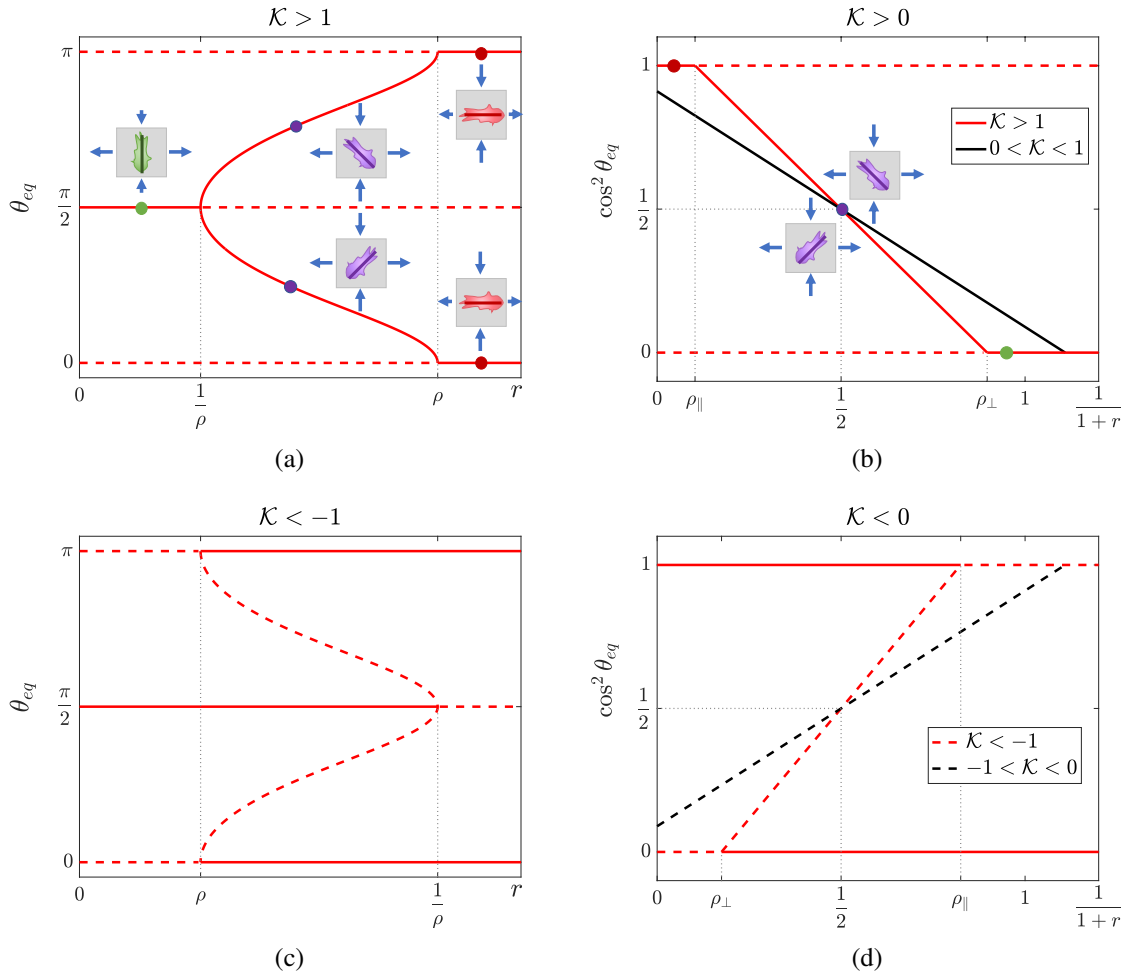 𝒦 > 1
π
π/2
0
θ_eq
0
1/ρ
ρ
r
(a)
𝒦 > 0
1
1/2
0
cos² θ_eq
𝒦 > 1
0 < 𝒦 < 1
0
ρ_∥
1/2
ρ_⊥
1
1/(1 + r)
(b)
𝒦 < −1
π
π/2
0
θ_eq
0
ρ
1/ρ
r
(c)
𝒦 < 0
1
1/2
0
cos² θ_eq
𝒦 < −1
−1 < 𝒦 < 0
0
ρ_⊥
1/2
ρ_∥
1
1/(1 + r)
(d)